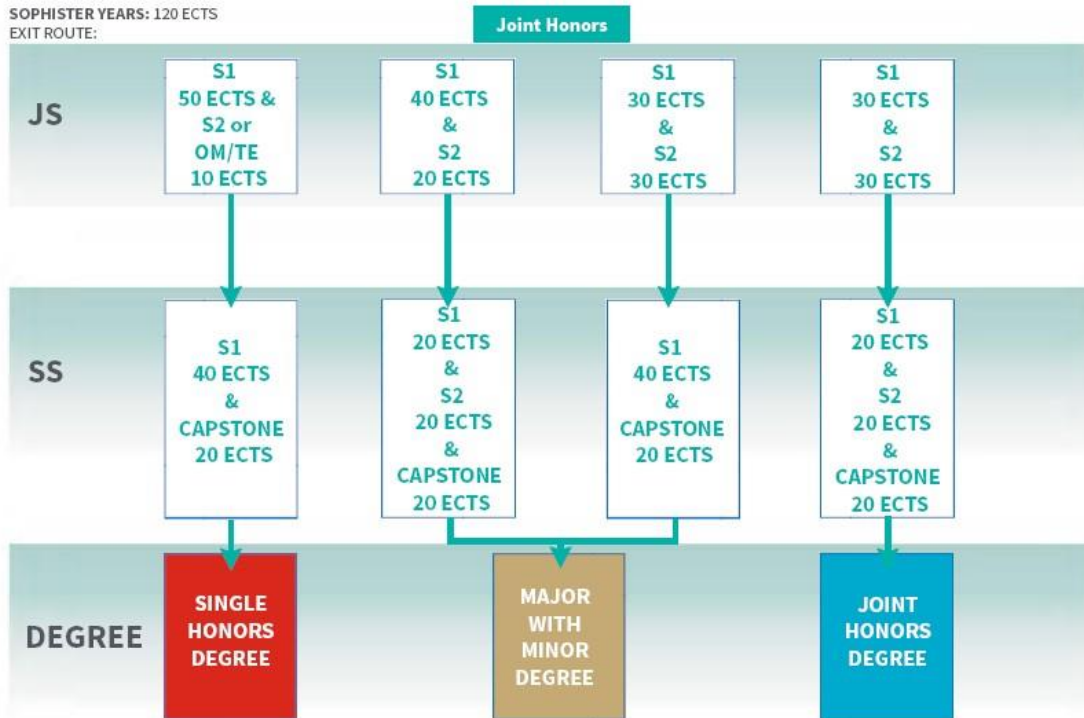 SOPHISTER YEARS: 120 ECTS
EXIT ROUTE:
Joint Honors
JS
S1
50 ECTS &
S2 or
OM/TE
10 ECTS
S1
40 ECTS
&
S2
20 ECTS
S1
30 ECTS
&
S2
30 ECTS
S1
30 ECTS
&
S2
30 ECTS
SS
S1
40 ECTS
&
CAPSTONE
20 ECTS
S1
20 ECTS
&
S2
20 ECTS
&
CAPSTONE
20 ECTS
S1
40 ECTS
&
CAPSTONE
20 ECTS
S1
20 ECTS
&
S2
20 ECTS
&
CAPSTONE
20 ECTS
DEGREE
SINGLE
HONORS
DEGREE
MAJOR
WITH
MINOR
DEGREE
JOINT
HONORS
DEGREE